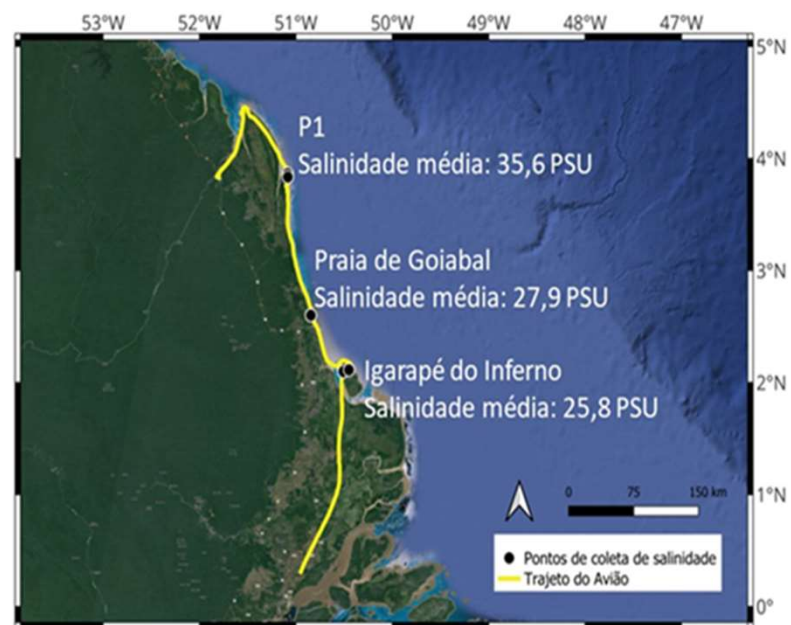 53°W 52°W 51°W 50°W 49°W 48°W 47°W
5°N
P1
Salinidade média: 35,6 PSU
4°N
Praia de Goiabal
3°N
Salinidade média: 27,9 PSU
Igarapé do Inferno
2°N
Salinidade média: 25,8 PSU
0 75 150 km
1°N
Pontos de coleta de salinidade
Trajeto do Avião
0°